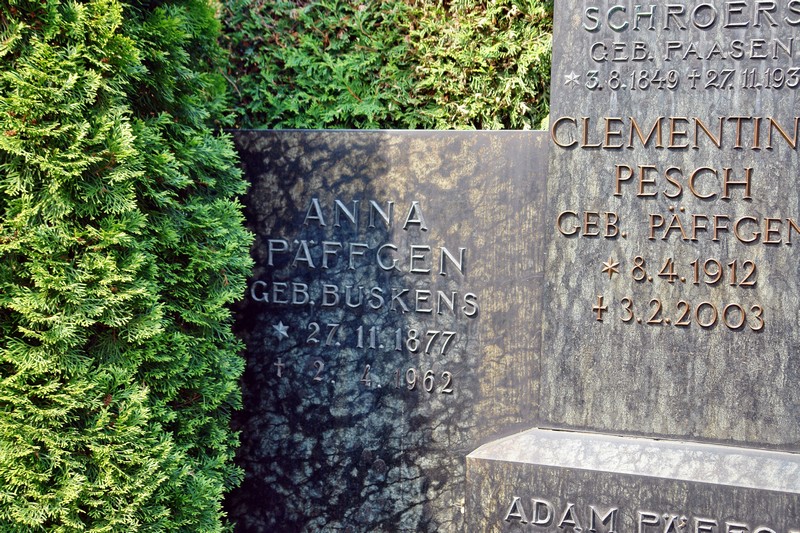 ANNA
PÄFFGEN
GEB. BUSKENS
* 27. 11. 1877
† 2. 4. 1962
SCHROERS
GEB. PAASEN
* 3.8.1849 † 27.11.193
CLEMENTIN
PESCH
GEB. PÄFFGEN
* 8.4.1912
† 3.2.2003
ADAM PÄFFG